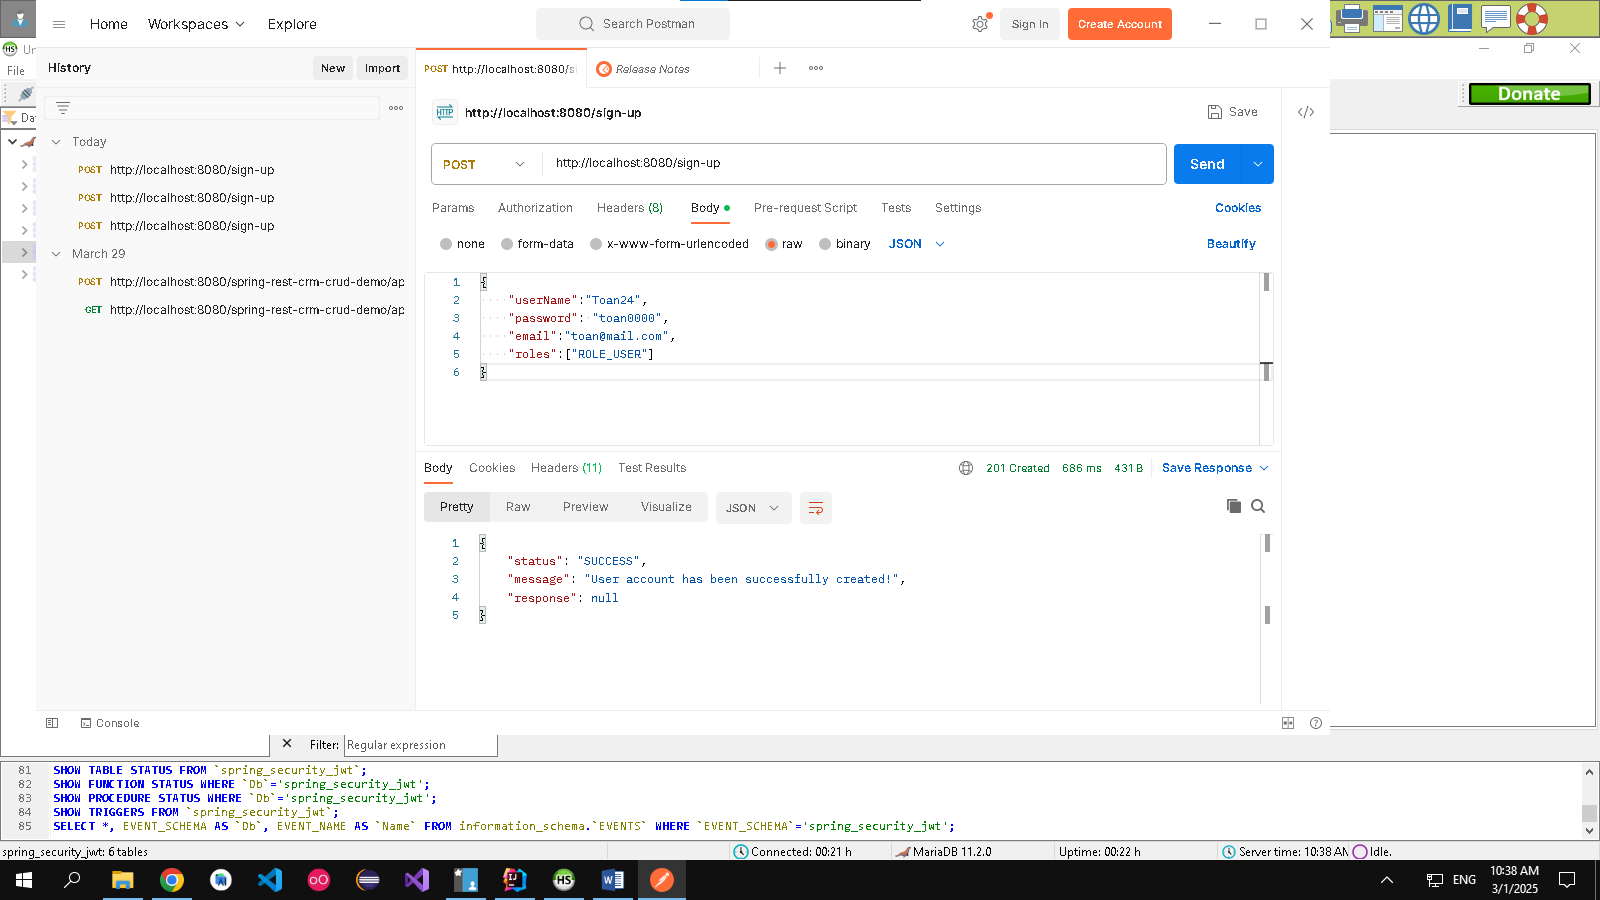 Home
Workspaces
Explore
Search Postman
Sign In
Create Account
File
History
New
Import
POST http://localhost:8080/si
Release Notes
Donate
HTTP
http://localhost:8080/sign-up
Save
Today
POST http://localhost:8080/sign-up
POST http://localhost:8080/sign-up
POST http://localhost:8080/sign-up
March 29
POST http://localhost:8080/spring-rest-crm-crud-demo/ap
GET http://localhost:8080/spring-rest-crm-crud-demo/ap
POST
http://localhost:8080/sign-up
Send
Params
Authorization
Headers (8)
Body
Pre-request Script
Tests
Settings
Cookies
none
form-data
x-www-form-urlencoded
raw
binary
JSON
Beautify
1 {
2 "userName":"Toan24",
3 "password": "toan0000",
4 "email":"toan@mail.com",
5 "roles":["ROLE_USER"]
6 }
Body
Cookies
Headers (11)
Test Results
201 Created
686 ms
431 B
Save Response
Pretty
Raw
Preview
Visualize
JSON
1 {
2 "status": "SUCCESS",
3 "message": "User account has been successfully created!",
4 "response": null
5 }
Console
Filter:
Regular expression
81 SHOW TABLE STATUS FROM `spring_security_jwt`;
82 SHOW FUNCTION STATUS WHERE `Db`='spring_security_jwt';
83 SHOW PROCEDURE STATUS WHERE `Db`='spring_security_jwt';
84 SHOW TRIGGERS FROM `spring_security_jwt`;
85 SELECT *, EVENT_SCHEMA AS `Db`, EVENT_NAME AS `Name` FROM information_schema.`EVENTS` WHERE `EVENT_SCHEMA`='spring_security_jwt';
spring_security_jwt: 6 tables
Connected: 00:21 h
MariaDB 11.2.0
Uptime: 00:22 h
Server time: 10:38 AM
Idle.
ENG
10:38 AM
3/1/2025